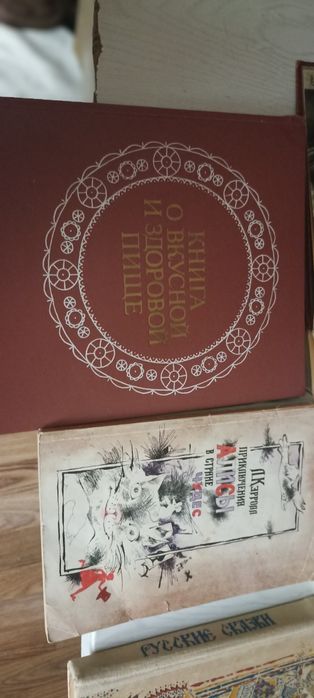 КНИГА
О ВКУСНОЙ
И ЗДОРОВОЙ
ПИЩЕ
Л. Кэрролл
ПРИКЛЮЧЕНИЯ
АЛИСЫ
В СТРАНЕ
ЧУДЕС
РУССКИЕ СКАЗКИ